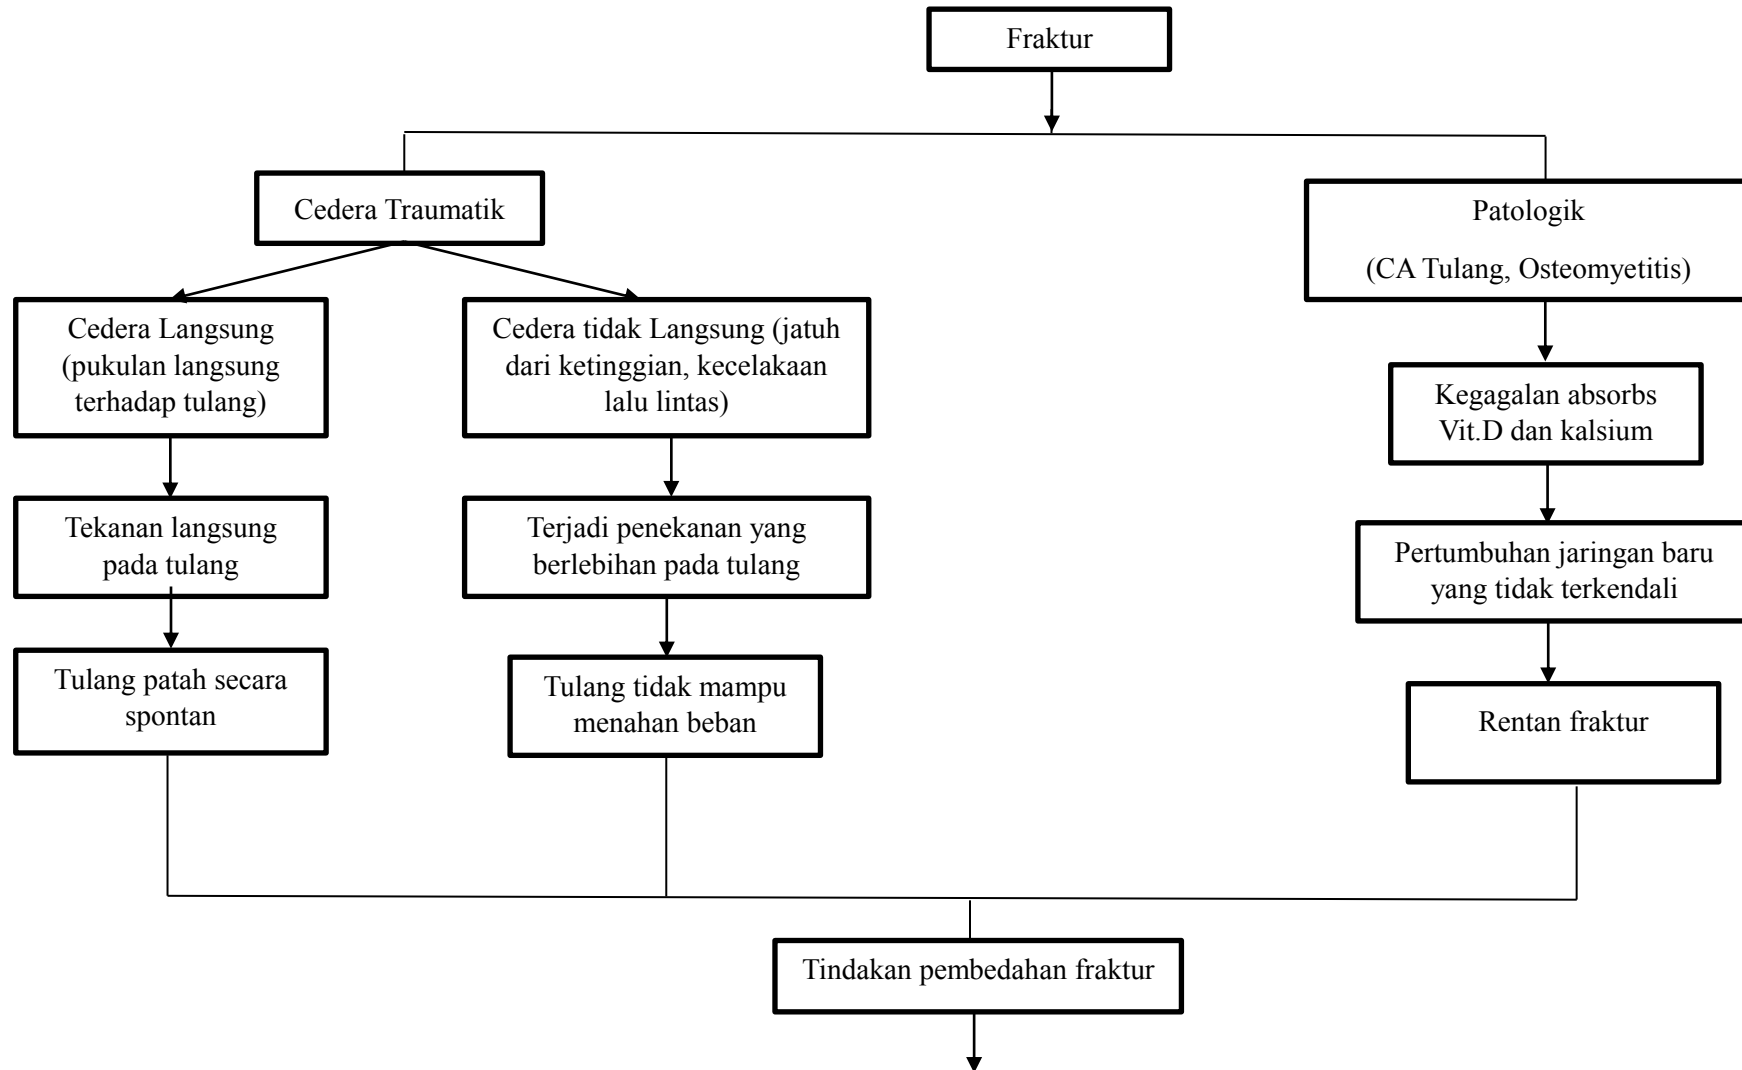 Fraktur
Cedera Traumatik
Patologik
(CA Tulang, Osteomyetitis)
Cedera Langsung
(pukulan langsung
terhadap tulang)
Cedera tidak Langsung (jatuh
dari ketinggian, kecelakaan
lalu lintas)
Kegagalan absorbs
Vit.D dan kalsium
Tekanan langsung
pada tulang
Terjadi penekanan yang
berlebihan pada tulang
Pertumbuhan jaringan baru
yang tidak terkendali
Tulang patah secara
spontan
Tulang tidak mampu
menahan beban
Rentan fraktur
Tindakan pembedahan fraktur